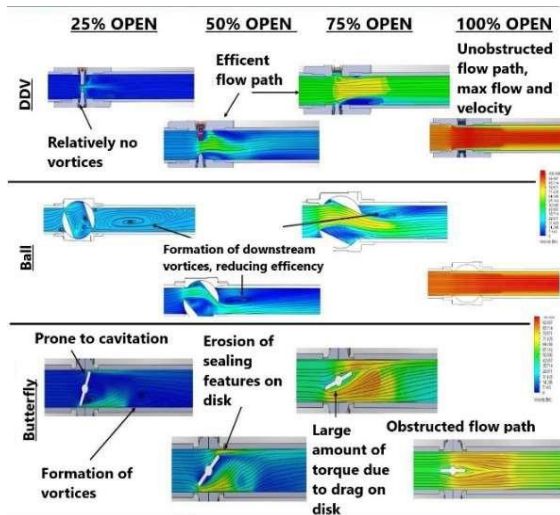 25% OPEN
50% OPEN
75% OPEN
100% OPEN
DDV
Efficent
flow path
Unobstructed
flow path,
max flow and
velocity
Relatively no
vortices
Ball
Formation of downstream
vortices, reducing efficency
Butterfly
Prone to cavitation
Erosion of
sealing
features on
disk
Formation of
vortices
Large
amount of
torque due
to drag on
disk
Obstructed flow path